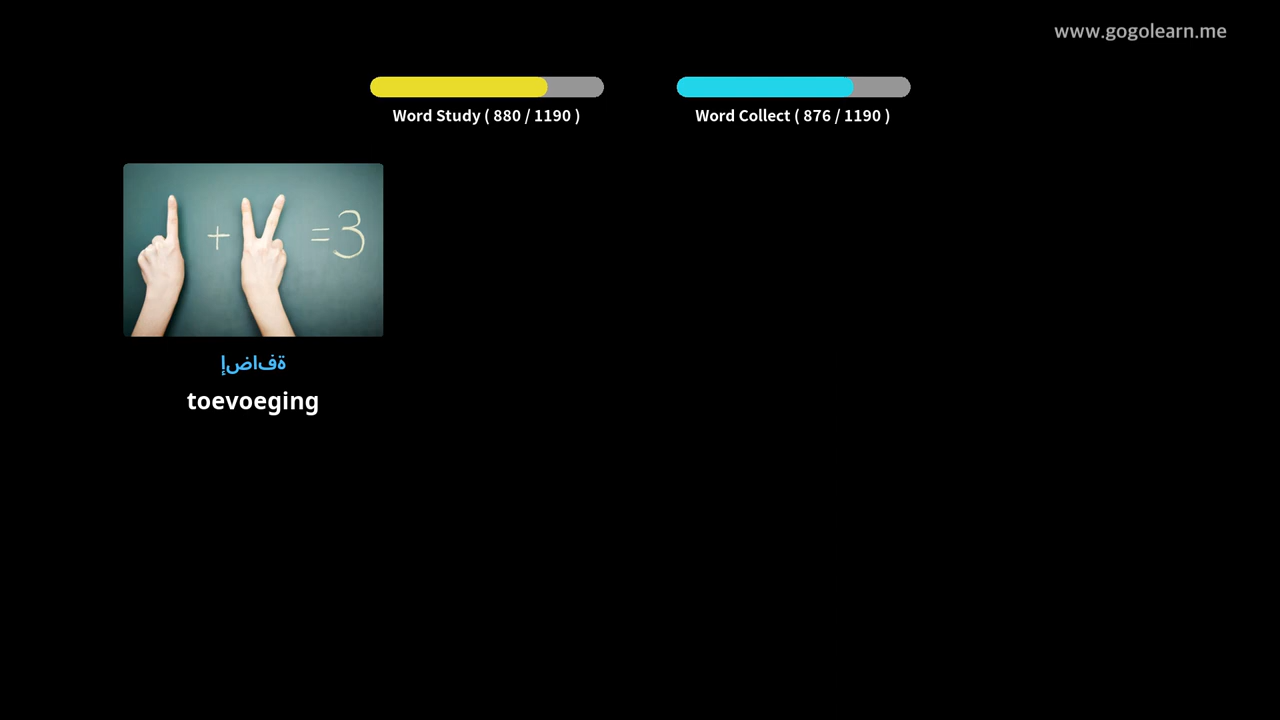 www.gogolearn.me
Word Study ( 880 / 1190 )
Word Collect ( 876 / 1190 )
+ =3
إضافة
toevoeging